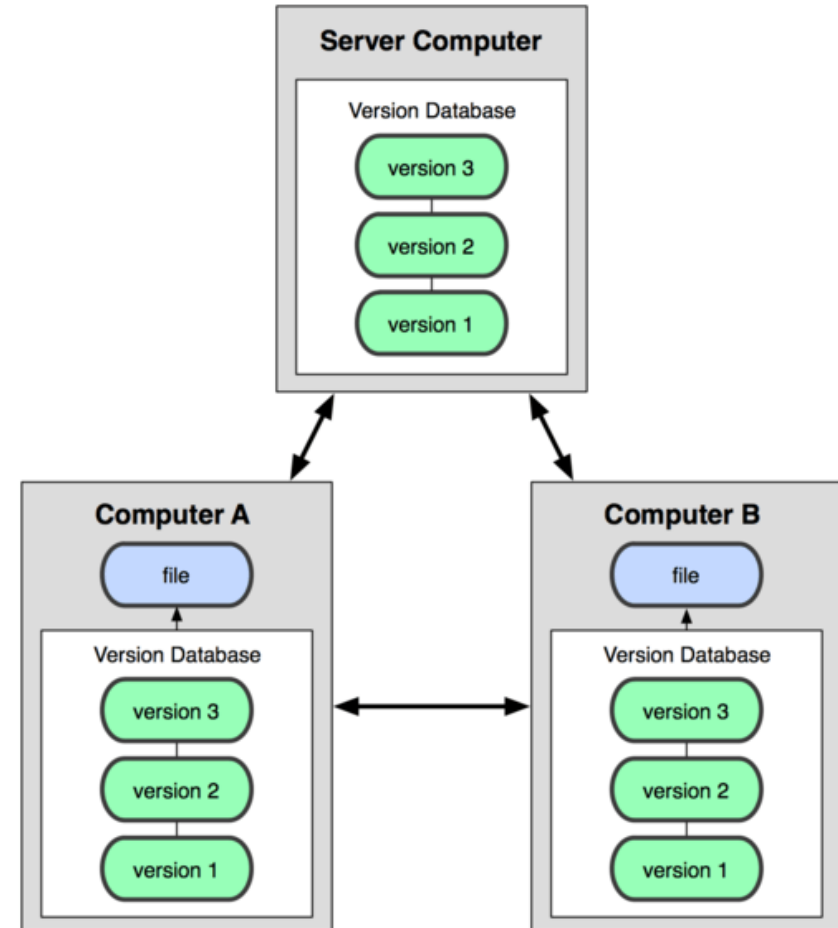 Server Computer
Version Database
version 3
version 2
version 1
Computer A
file
Version Database
version 3
version 2
version 1
Computer B
file
Version Database
version 3
version 2
version 1